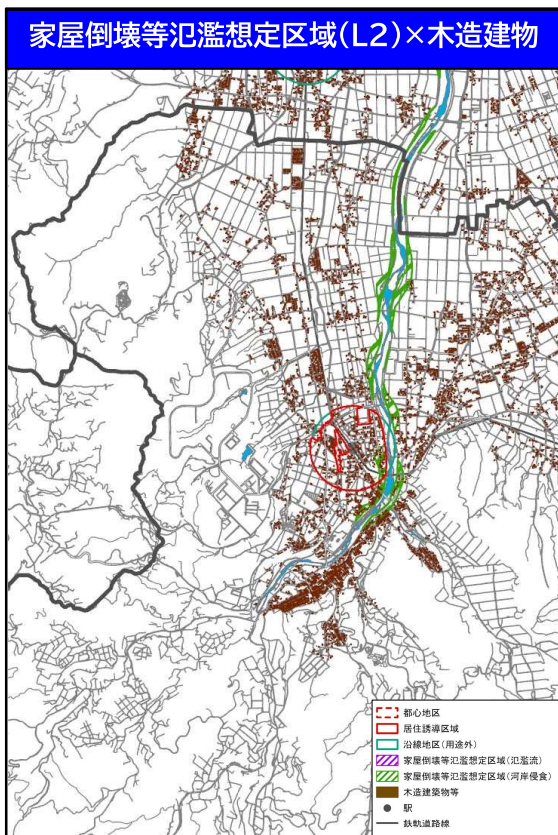 家屋倒壊等氾濫想定区域(L2)×木造建物
都心地区
居住誘導区域
沿線地区(用途外)
家屋倒壊等氾濫想定区域(氾濫流)
家屋倒壊等氾濫想定区域(河岸侵食)
木造建築物等
駅
鉄軌道路線